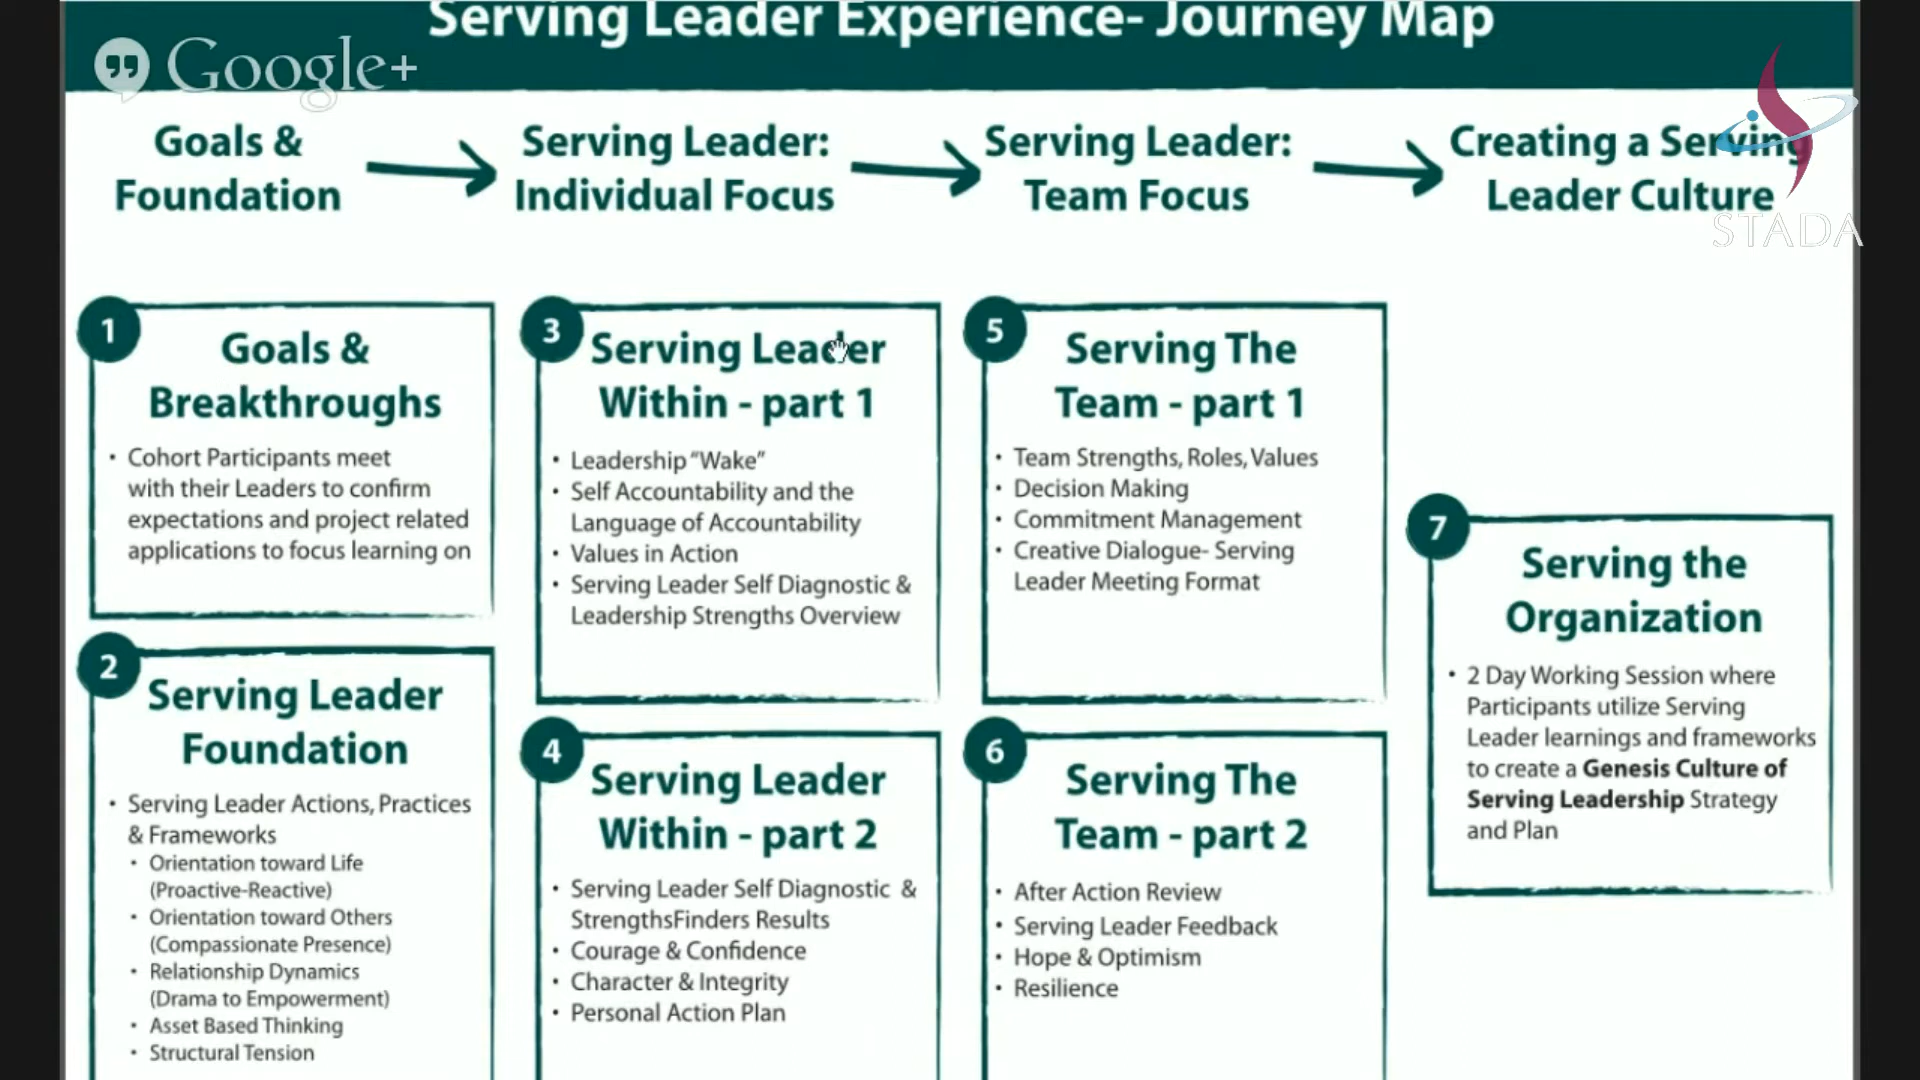 Serving Leader Experience- Journey Map
Google+
STADA
Goals &
Foundation
Serving Leader:
Individual Focus
Serving Leader:
Team Focus
Creating a Serving
Leader Culture
1
Goals &
Breakthroughs
• Cohort Participants meet
with their Leaders to confirm
expectations and project related
applications to focus learning on
2
Serving Leader
Foundation
• Serving Leader Actions, Practices
& Frameworks
• Orientation toward Life
(Proactive-Reactive)
• Orientation toward Others
(Compassionate Presence)
• Relationship Dynamics
(Drama to Empowerment)
• Asset Based Thinking
• Structural Tension
3
Serving Leader
Within - part 1
• Leadership “Wake”
• Self Accountability and the
Language of Accountability
• Values in Action
• Serving Leader Self Diagnostic &
Leadership Strengths Overview
4
Serving Leader
Within - part 2
• Serving Leader Self Diagnostic &
StrengthsFinders Results
• Courage & Confidence
• Character & Integrity
• Personal Action Plan
5
Serving The
Team - part 1
• Team Strengths, Roles, Values
• Decision Making
• Commitment Management
• Creative Dialogue- Serving
Leader Meeting Format
6
Serving The
Team - part 2
• After Action Review
• Serving Leader Feedback
• Hope & Optimism
• Resilience
7
Serving the
Organization
• 2 Day Working Session where
Participants utilize Serving
Leader learnings and frameworks
to create a Genesis Culture of
Serving Leadership Strategy
and Plan